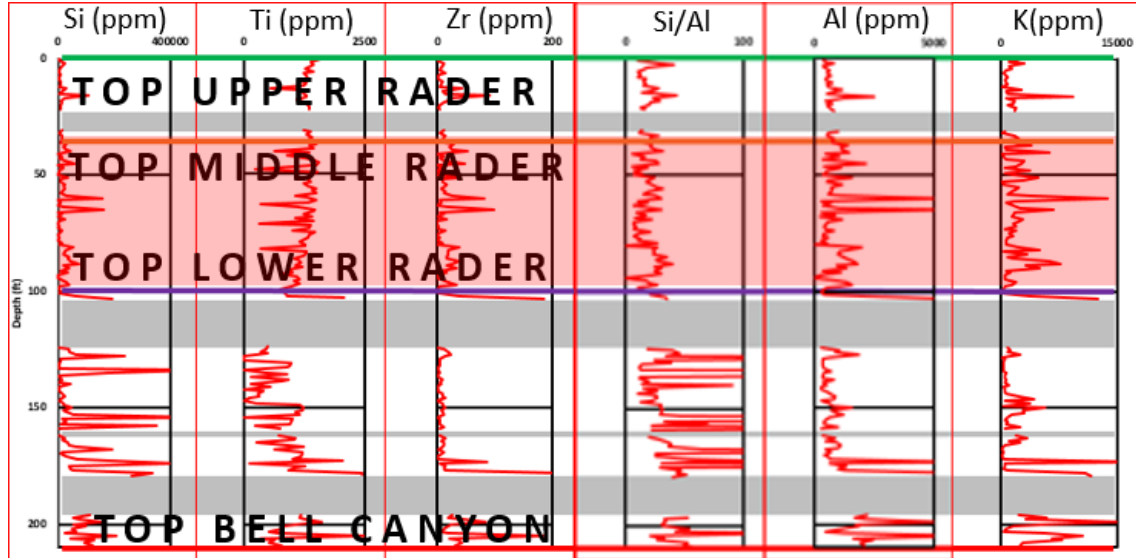 Si (ppm) Ti (ppm) Zr (ppm) Si/Al Al (ppm) K(ppm)
0 400000 0 2500 0 200 0 100 0 5000 0 15000
0
TOP UPPER RADER
TOP MIDDLE RADER
50
TOP LOWER RADER
100
Depth (ft)
150
200
TOP BELL CANYON